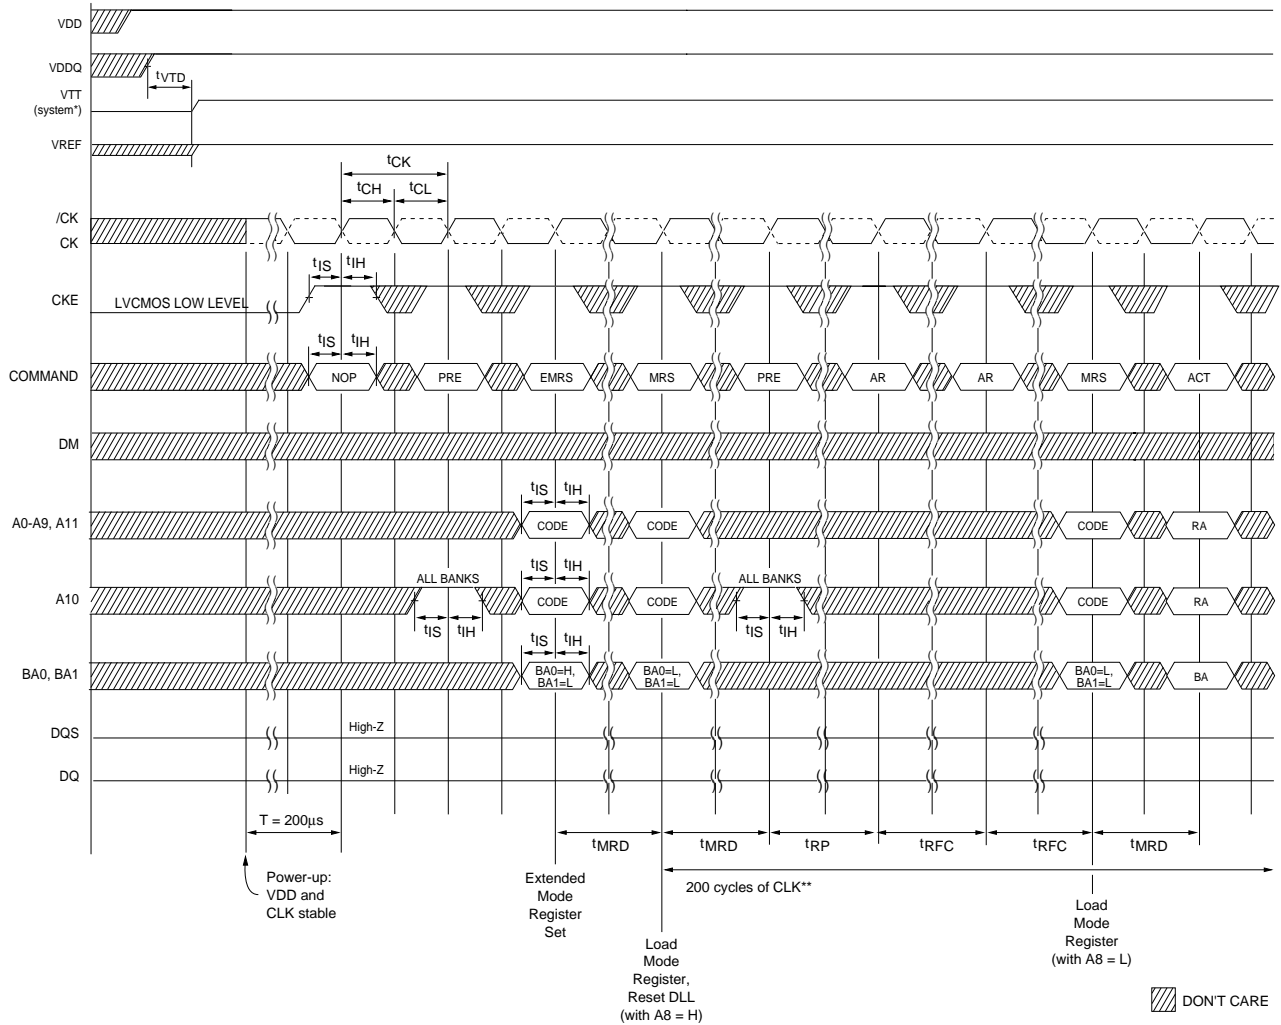 VDD
VDDQ
tVTD
VTT
(system*)
VREF
tCK
tCH tCL
/CK
CK
tIS tIH
CKE LVCMOS LOW LEVEL
tIS tIH
COMMAND NOP PRE EMRS MRS PRE AR AR MRS ACT
DM
tIS tIH
A0-A9, A11 CODE CODE CODE RA
tIS tIH
ALL BANKS ALL BANKS
A10 CODE CODE CODE RA
tIS tIH tIS tIH
tIS tIH
BA0, BA1 BA0=H, BA1=L BA0=L, BA1=L BA0=L, BA1=L BA
DQS High-Z
DQ High-Z
T = 200µs
tMRD tMRD tRP tRFC tRFC tMRD
200 cycles of CLK**
Power-up:
VDD and
CLK stable
Extended
Mode
Register
Set
Load
Mode
Register,
Reset DLL
(with A8 = H)
Load
Mode
Register
(with A8 = L)
DON'T CARE